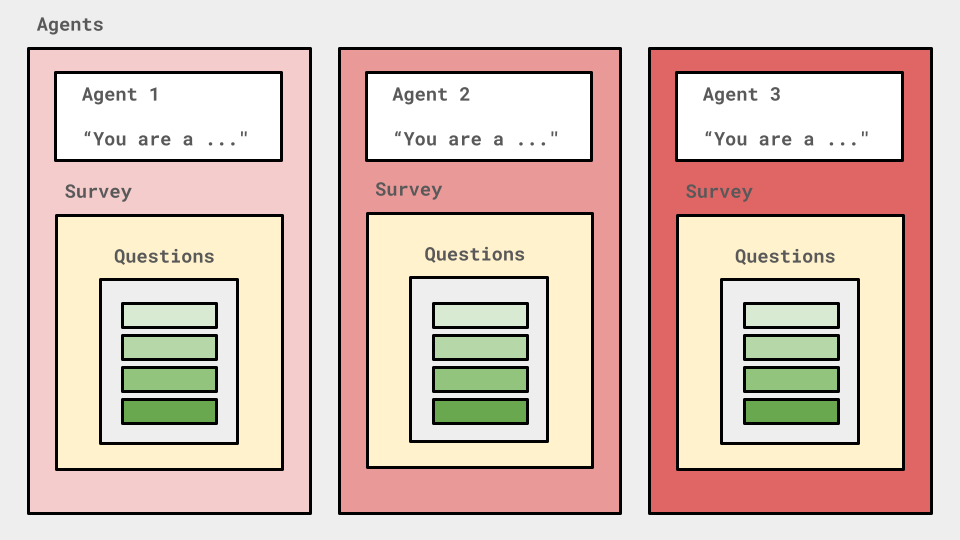 Agents
Agent 1
“You are a ..."
Survey
Questions
Agent 2
“You are a ..."
Survey
Questions
Agent 3
“You are a ..."
Survey
Questions